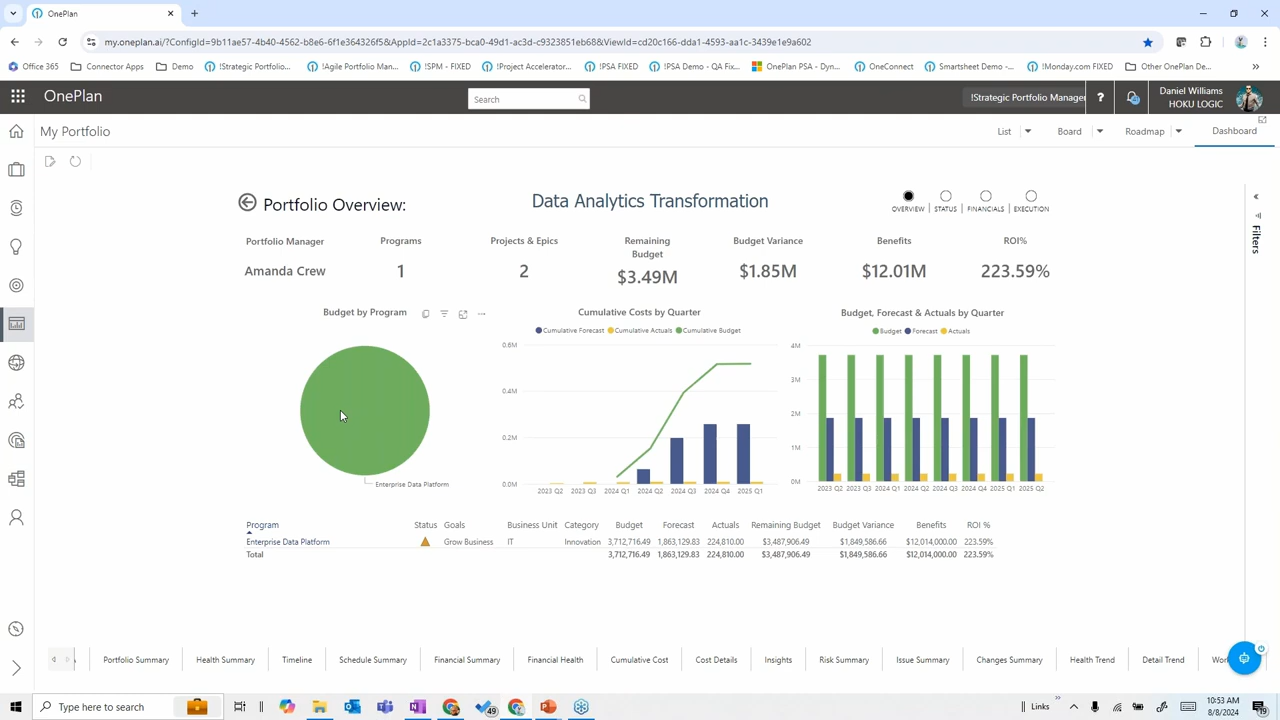 OnePlan
my.oneplan.ai/?ConfigId=9b11ae57-4b40-4562-b8e6-6f1e364326f5&AppId=2c1a3375-bca0-49d1-ac3d-c9323851eb68&ViewId=cd20c166-dda1-4593-aa1c-3439e1e9a602
Office 365 Connector Apps Demo !Strategic Portfolio... !Agile Portfolio Man... !SPM - FIXED !Project Accelerator... !PSA FIXED !PSA Demo - QA Fix... OnePlan PSA - Dyn... OneConnect Smartsheet Demo -... !Monday.com FIXED Other OnePlan De... »
OnePlan Search !Strategic Portfolio Manager ? Daniel Williams
HOKU LOGIC
My Portfolio List Board Roadmap Dashboard
Portfolio Overview: Data Analytics Transformation
OVERVIEW | STATUS | FINANCIALS | EXECUTION
Filters
Portfolio Manager Programs Projects & Epics Remaining Budget Budget Variance Benefits ROI%
Amanda Crew 1 2 $3.49M $1.85M $12.01M 223.59%
Budget by Program
Enterprise Data Platform
Cumulative Costs by Quarter
Cumulative Forecast Cumulative Actuals Cumulative Budget
0.6M
0.4M
0.2M
0.0M
2023 Q2 2023 Q3 2024 Q1 2024 Q2 2024 Q3 2024 Q4 2025 Q1
Budget, Forecast & Actuals by Quarter
Budget Forecast Actuals
4M
3M
2M
1M
0M
2023 Q2 2023 Q3 2024 Q1 2024 Q2 2024 Q3 2024 Q4 2025 Q1 2025 Q2
Program Status Goals Business Unit Category Budget Forecast Actuals Remaining Budget Budget Variance Benefits ROI %
Enterprise Data Platform Grow Business IT Innovation 3,712,716.49 1,863,129.83 224,810.00 $3,487,906.49 $1,849,586.66 $12,014,000.00 223.59%
Total 3,712,716.49 1,863,129.83 224,810.00 $3,487,906.49 $1,849,586.66 $12,014,000.00 223.59%
Portfolio Summary Health Summary Timeline Schedule Summary Financial Summary Financial Health Cumulative Cost Cost Details Insights Risk Summary Issue Summary Changes Summary Health Trend Detail Trend
Type here to search 49 Links » 10:53 AM
8/8/2024 19